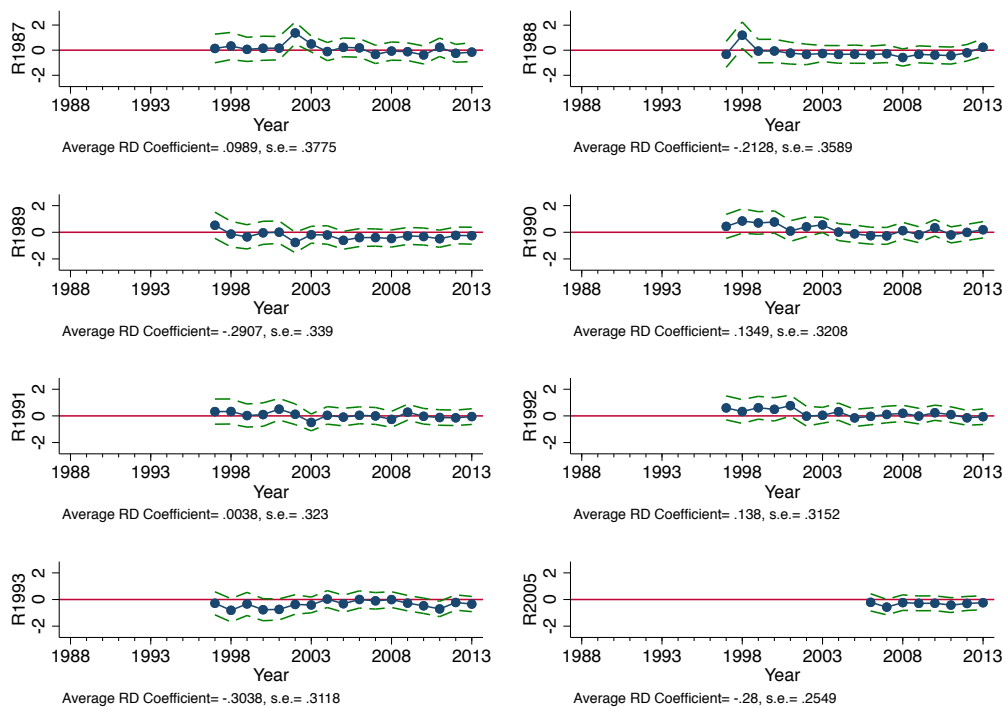 R1987
2
0
-2
1988 1993 1998 2003 2008 2013
Year
Average RD Coefficient= .0989, s.e.= .3775
R1988
2
0
-2
1988 1993 1998 2003 2008 2013
Year
Average RD Coefficient= -.2128, s.e.= .3589
R1989
2
0
-2
1988 1993 1998 2003 2008 2013
Year
Average RD Coefficient= -.2907, s.e.= .339
R1990
2
0
-2
1988 1993 1998 2003 2008 2013
Year
Average RD Coefficient= .1349, s.e.= .3208
R1991
2
0
-2
1988 1993 1998 2003 2008 2013
Year
Average RD Coefficient= .0038, s.e.= .323
R1992
2
0
-2
1988 1993 1998 2003 2008 2013
Year
Average RD Coefficient= .138, s.e.= .3152
R1993
2
0
-2
1988 1993 1998 2003 2008 2013
Year
Average RD Coefficient= -.3038, s.e.= .3118
R2005
2
0
-2
1988 1993 1998 2003 2008 2013
Year
Average RD Coefficient= -.28, s.e.= .2549